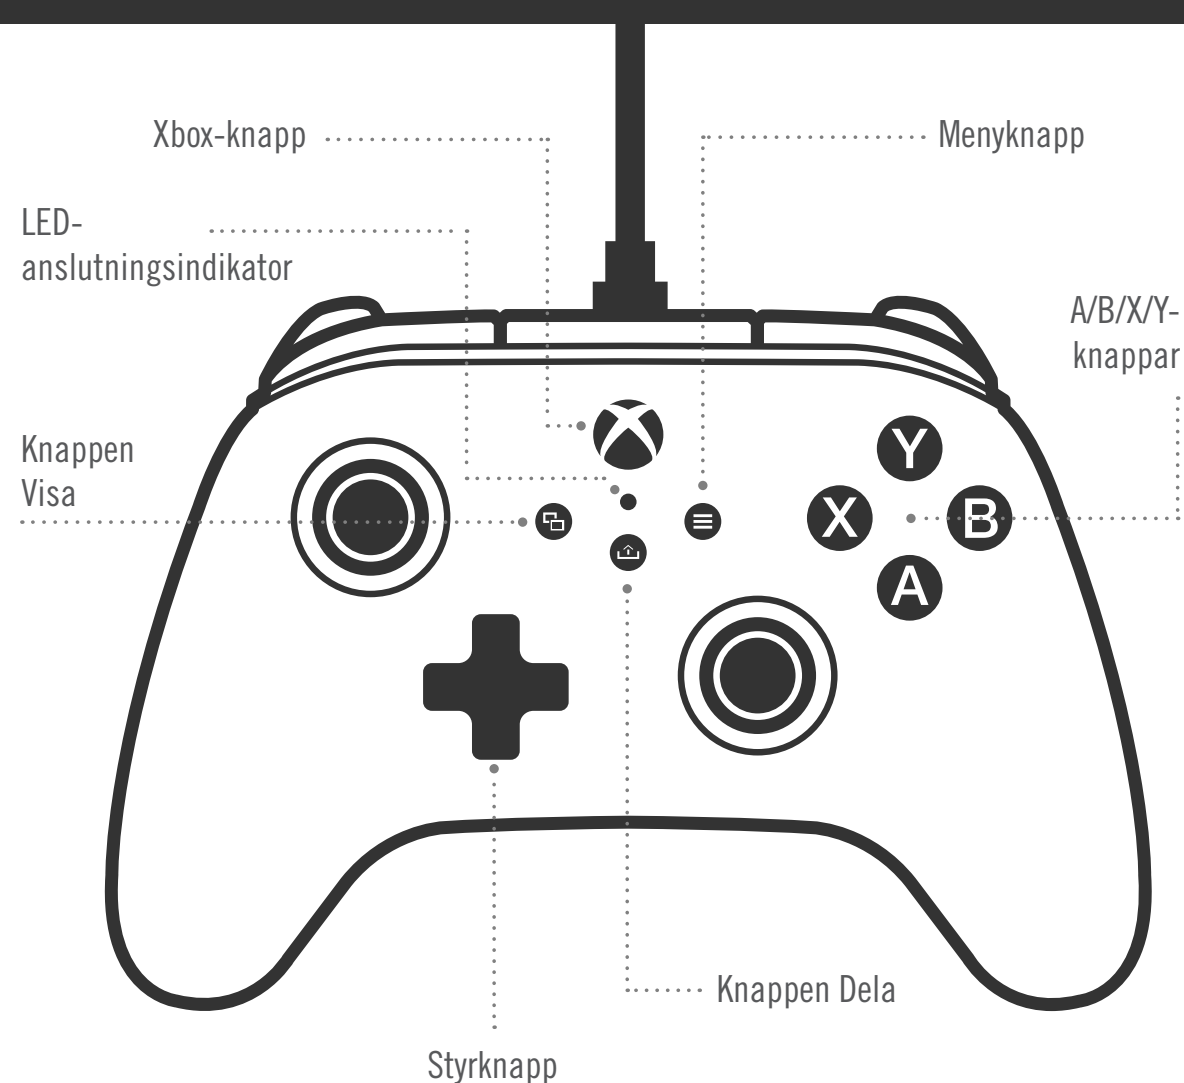 Xbox-knapp
Menyknapp
LED-
anslutningsindikator
A/B/X/Y-
knappar
Knappen
Visa
Y
X
B
A
Knappen Dela
Styrknapp